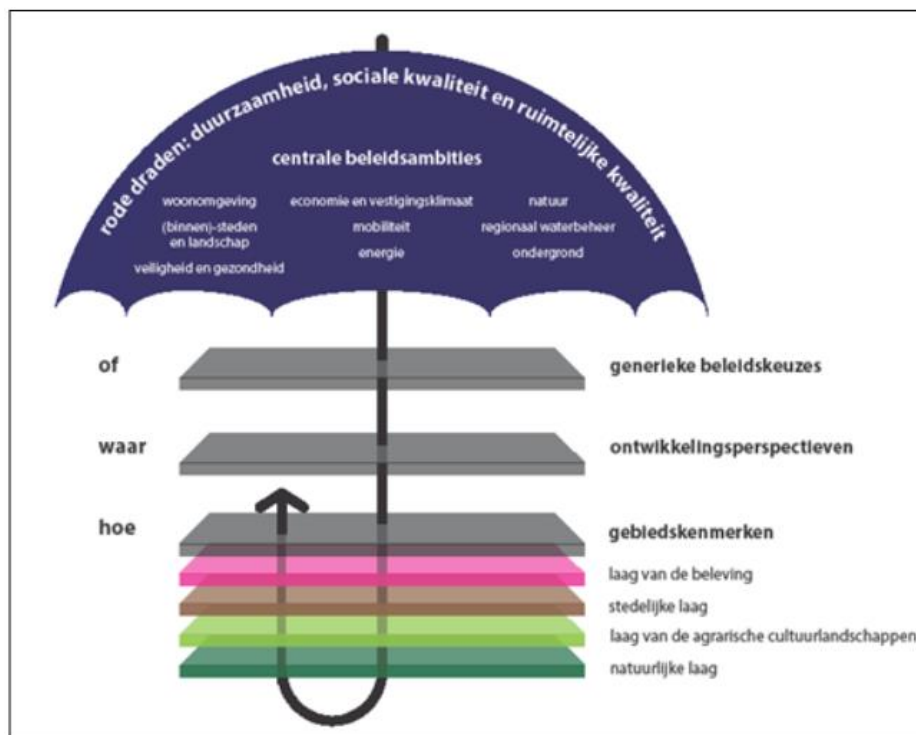 rode draden: duurzaamheid, sociale kwaliteit en ruimtelijke kwaliteit
centrale beleidsambities
woonomgeving
(binnen)-steden
en landschap
veiligheid en gezondheid
economie en vestigingsklimaat
mobiliteit
energie
natuur
regionaal waterbeheer
ondergrond
of
generieke beleidskeuzes
waar
ontwikkelingsperspectieven
hoe
gebiedskenmerken
laag van de beleving
stedelijke laag
laag van de agrarische cultuurlandschappen
natuurlijke laag